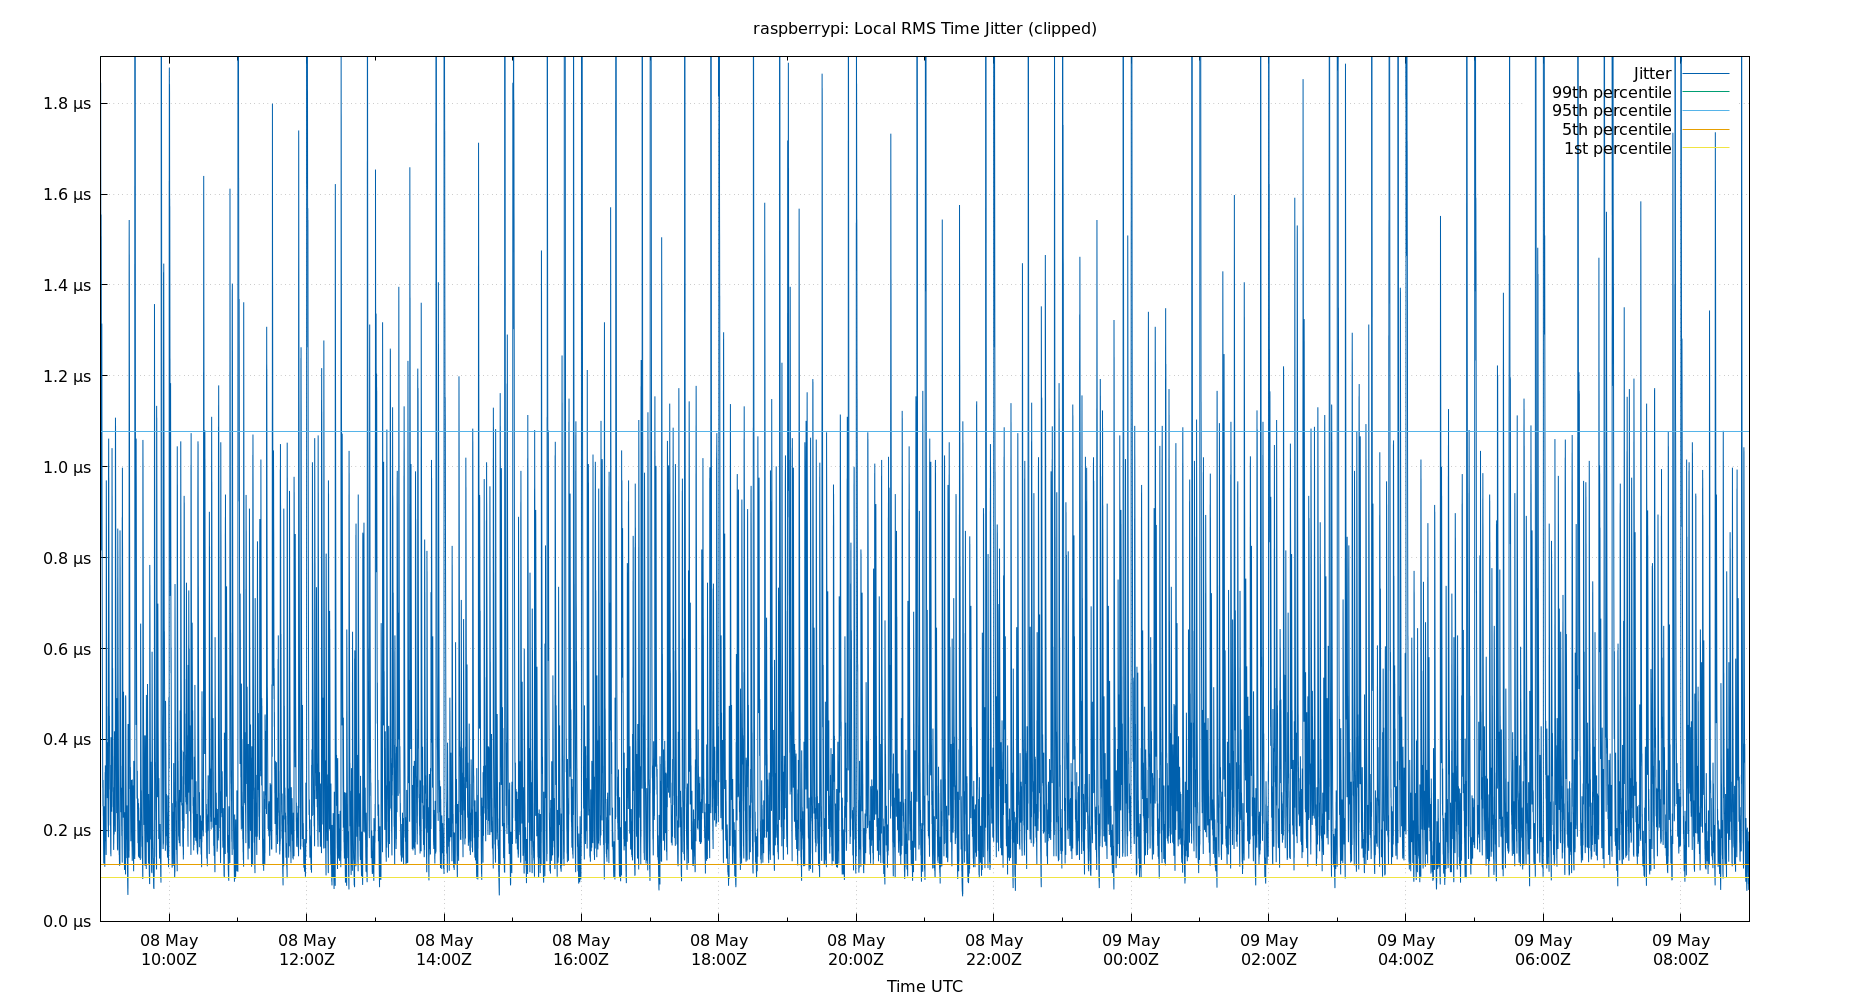 raspberrypi: Local RMS Time Jitter (clipped)
1.8 µs
1.6 µs
1.4 µs
1.2 µs
1.0 µs
0.8 µs
0.6 µs
0.4 µs
0.2 µs
0.0 µs
Jitter
99th percentile
95th percentile
5th percentile
1st percentile
08 May 08 May 08 May 08 May 08 May 08 May 08 May 09 May 09 May 09 May 09 May 09 May
10:00Z 12:00Z 14:00Z 16:00Z 18:00Z 20:00Z 22:00Z 00:00Z 02:00Z 04:00Z 06:00Z 08:00Z
Time UTC